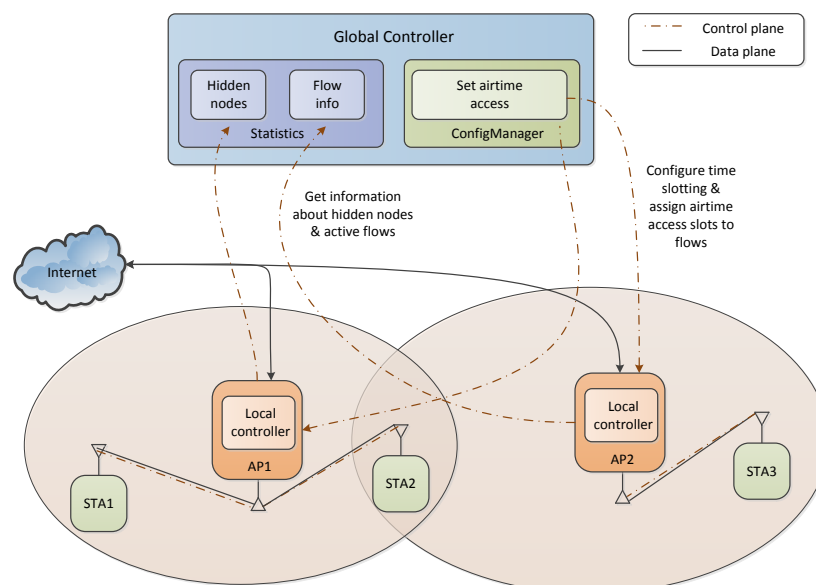 Global Controller
Control plane
Data plane
Hidden
nodes
Flow
info
Statistics
Set airtime
access
ConfigManager
Get information
about hidden nodes
& active flows
Configure time
slotting &
assign airtime
access slots to
flows
Internet
Local
controller
AP1
Local
controller
AP2
STA1
STA2
STA3